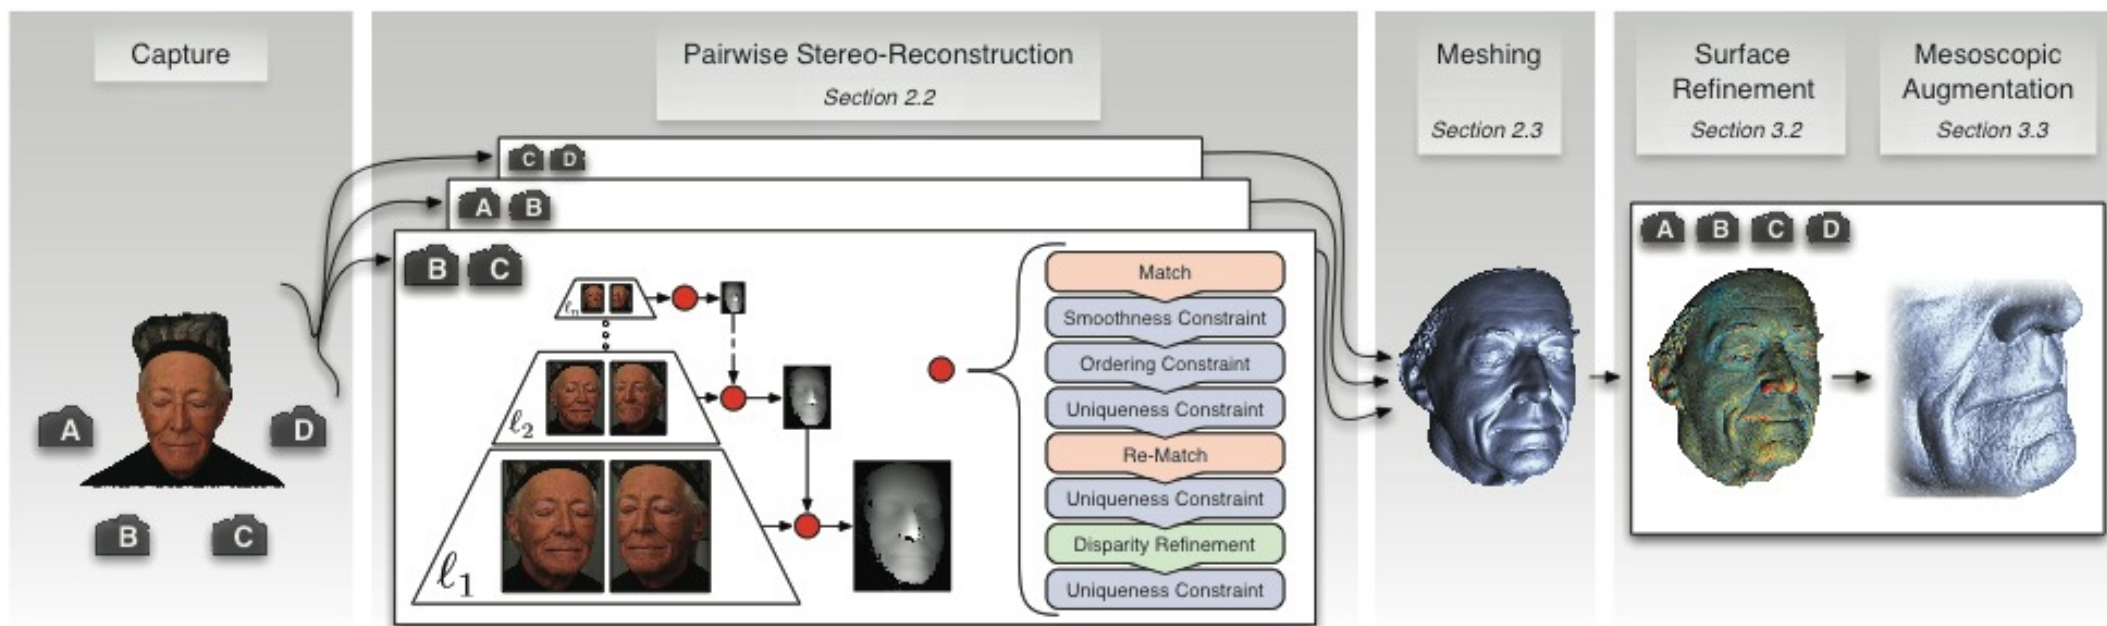 Capture
A
D
B
C
Pairwise Stereo-Reconstruction
Section 2.2
C D
A B
B C
ℓn
ℓ2
ℓ1
Match
Smoothness Constraint
Ordering Constraint
Uniqueness Constraint
Re-Match
Uniqueness Constraint
Disparity Refinement
Uniqueness Constraint
Meshing
Section 2.3
Surface
Refinement
Section 3.2
Mesoscopic
Augmentation
Section 3.3
A B C D